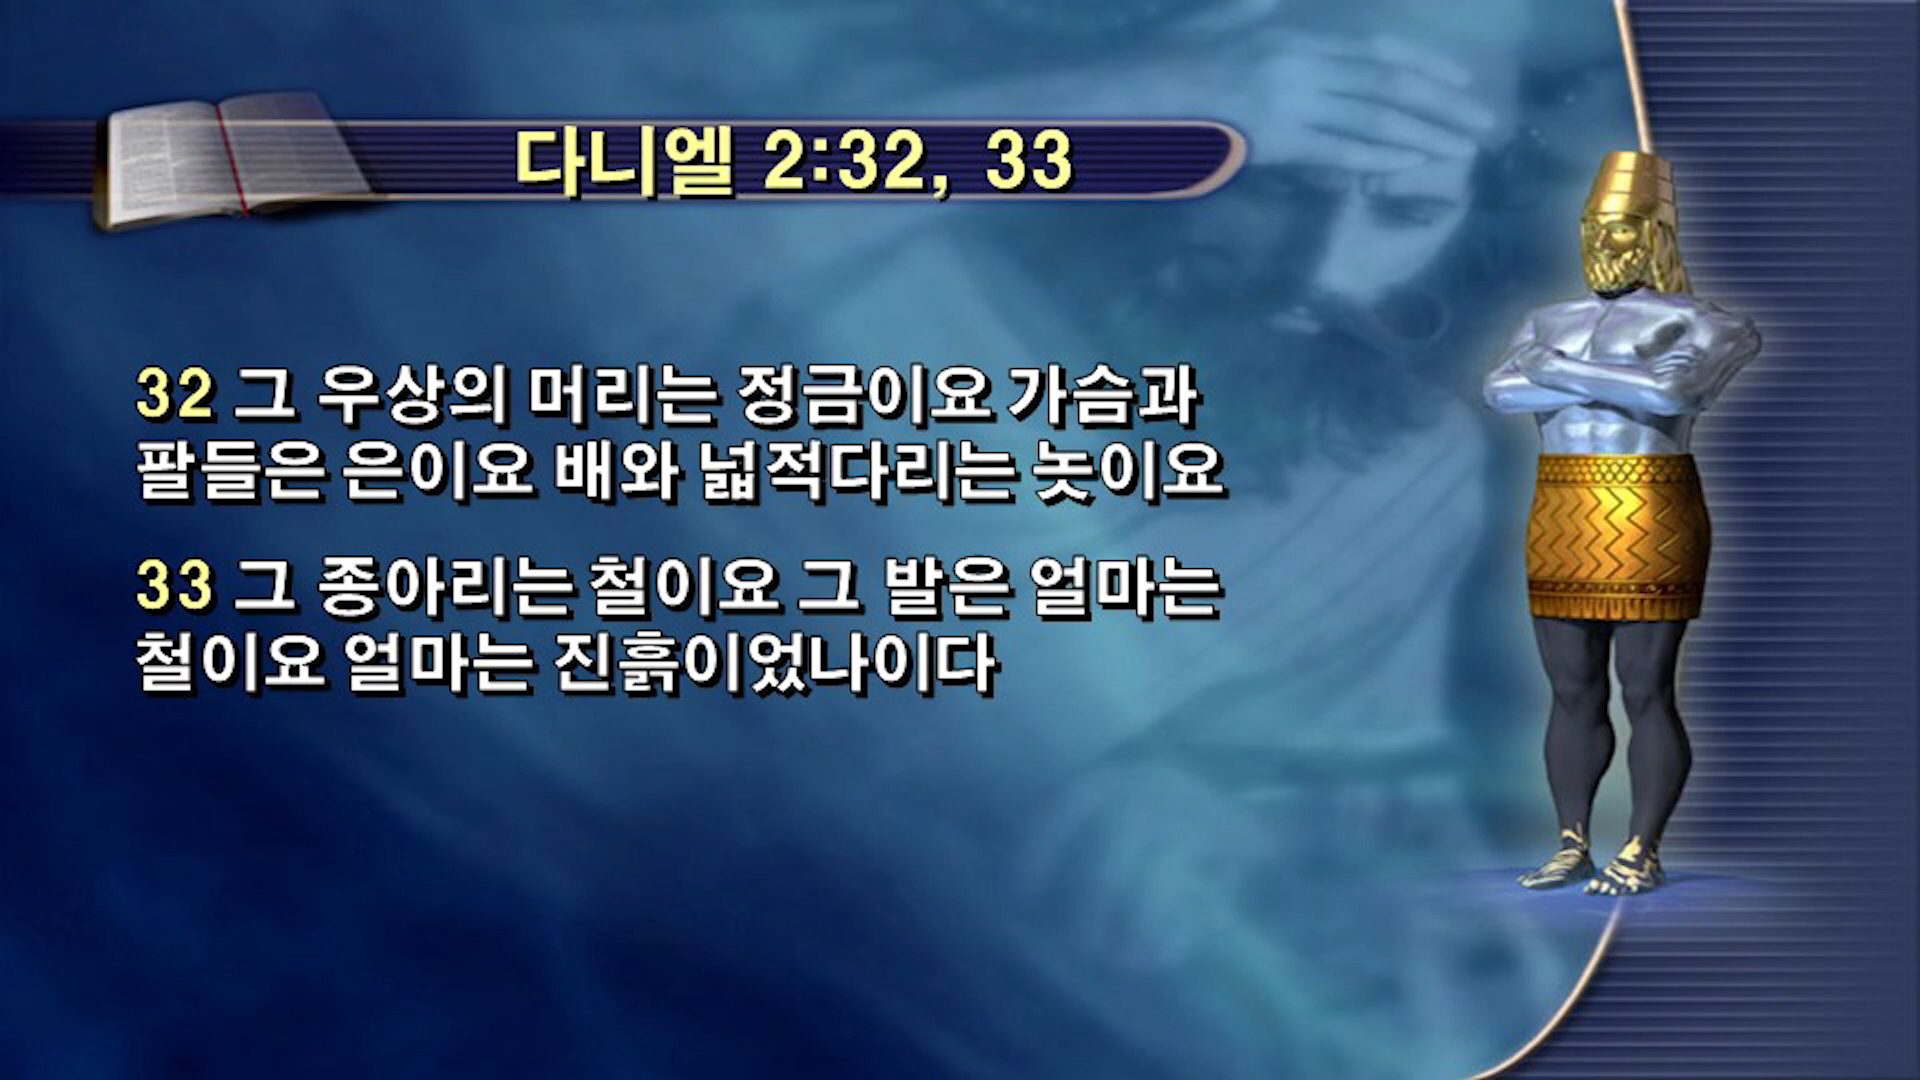 다니엘 2:32, 33
32 그 우상의 머리는 정금이요 가슴과
팔들은 은이요 배와 넓적다리는 놋이요
33 그 종아리는 철이요 그 발은 얼마는
철이요 얼마는 진흙이었나이다